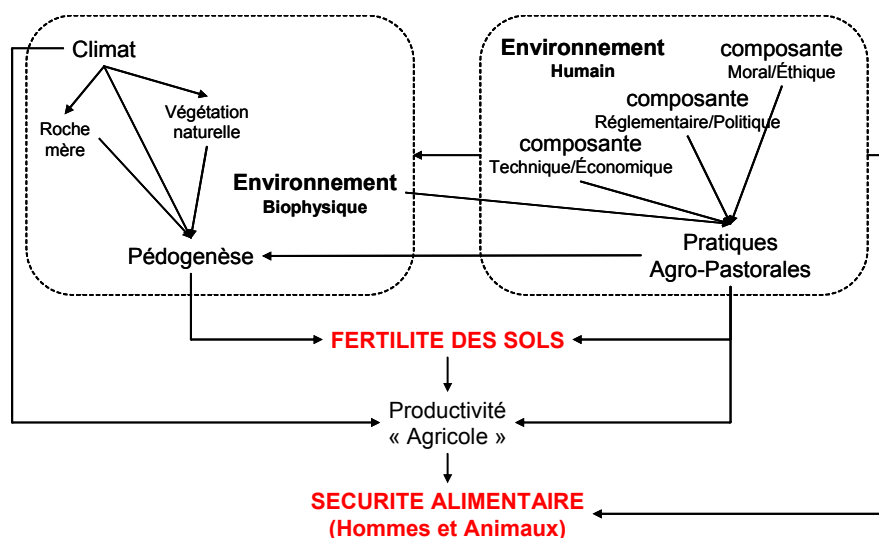 Climat
Roche
mère
Végétation
naturelle
Environnement
Biophysique
Pédogenèse
Environnement
Humain
composante
Moral/Éthique
composante
Réglementaire/Politique
composante
Technique/Économique
Pratiques
Agro-Pastorales
FERTILITE DES SOLS
Productivité
« Agricole »
SECURITE ALIMENTAIRE
(Hommes et Animaux)